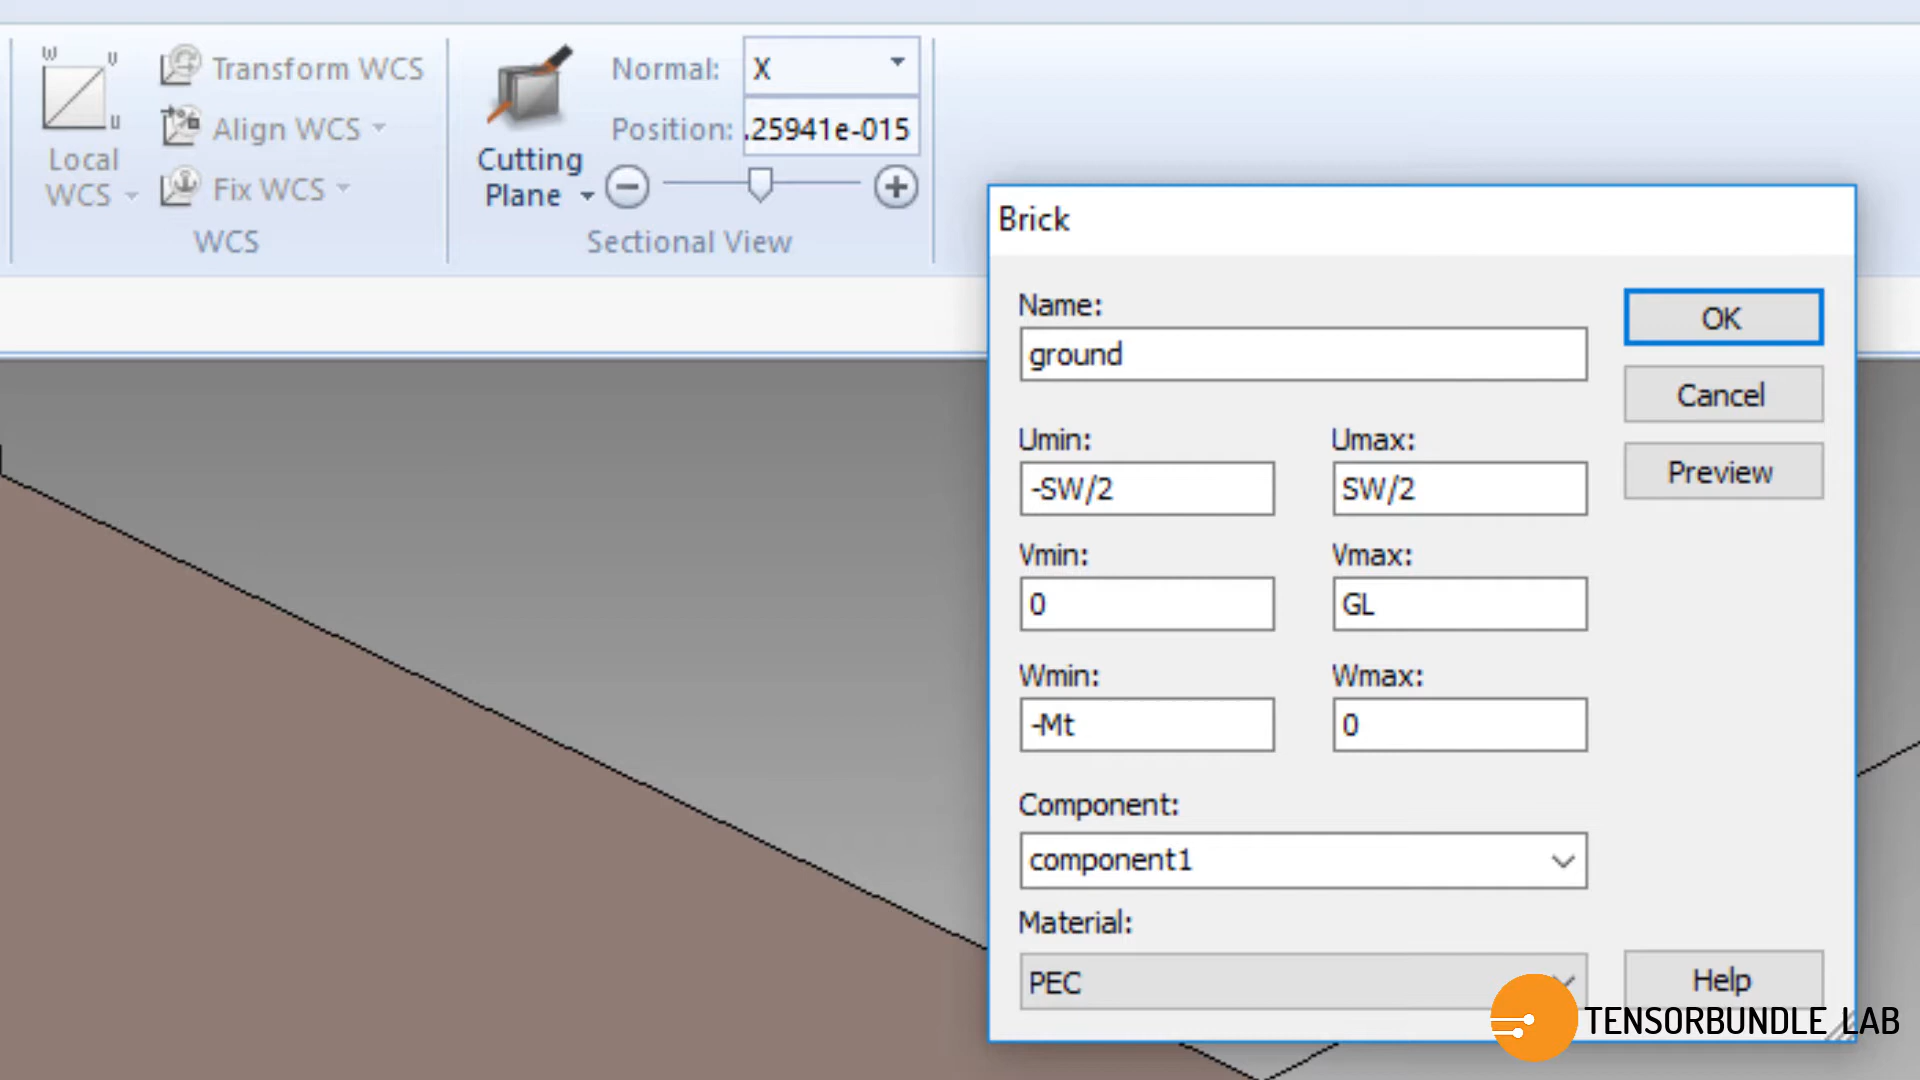 W
V
U
Local
WCS
Transform WCS
Align WCS
Fix WCS
WCS
Cutting
Plane
Normal: X
Position: .25941e-015
Sectional View
Brick
Name:
ground
OK
Cancel
Preview
Umin: Umax:
-SW/2 SW/2
Vmin: Vmax:
0 GL
Wmin: Wmax:
-Mt 0
Component:
component1
Material:
PEC
Help
TENSORBUNDLE LAB